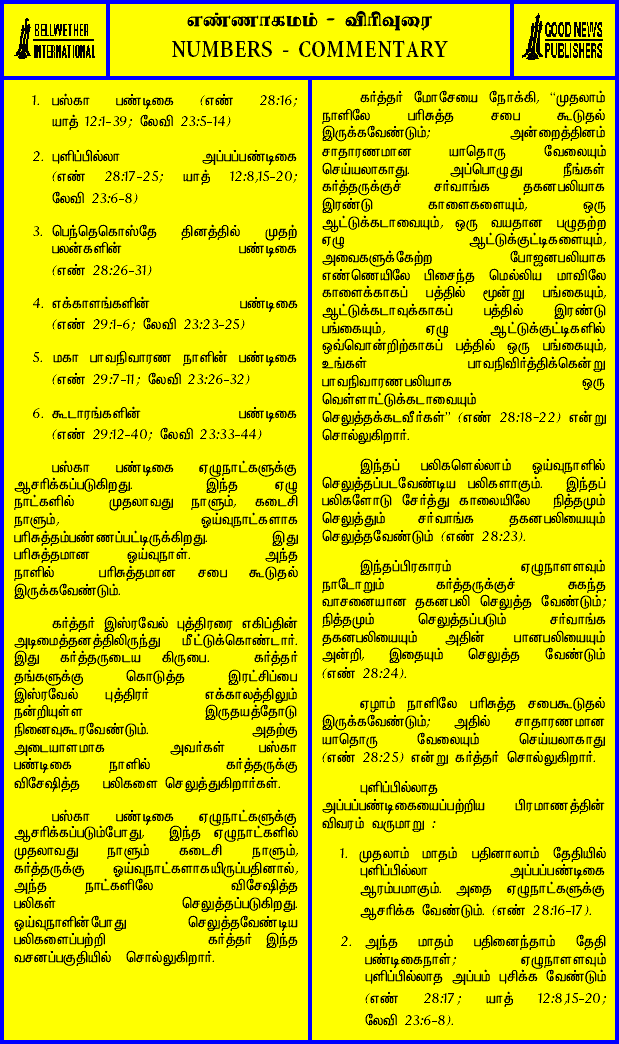 BELLWETHER
INTERNATIONAL
எண்ணாகமம் - விரிவுரை
NUMBERS - COMMENTARY
GOOD NEWS
PUBLISHERS
1. பஸ்கா பண்டிகை (எண் 28:16;
யாத் 12:1-39; லேவி 23:5-14)
2. புளிப்பில்லா அப்பப்பண்டிகை
(எண் 28:17-25; யாத் 12:8,15-20;
லேவி 23:6-8)
3. பெந்தெகொஸ்தே தினத்தில் முதற்
பலன்களின் பண்டிகை
(எண் 28:26-31)
4. எக்காளங்களின் பண்டிகை
(எண் 29:1-6; லேவி 23:23-25)
5. மகா பாவநிவாரண நாளின் பண்டிகை
(எண் 29:7-11; லேவி 23:26-32)
6. கூடாரங்களின் பண்டிகை
(எண் 29:12-40; லேவி 23:33-44)
பஸ்கா பண்டிகை ஏழுநாட்களுக்கு
ஆசரிக்கப்படுகிறது. இந்த ஏழு
நாட்களில் முதலாவது நாளும், கடைசி
நாளும், ஓய்வுநாட்களாக
பரிசுத்தம்பண்ணப்பட்டிருக்கிறது. இது
பரிசுத்தமான ஓய்வுநாள். அந்த
நாளில் பரிசுத்தமான சபை கூடுதல்
இருக்கவேண்டும்.
கர்த்தர் இஸ்ரவேல் புத்திரரை எகிப்தின்
அடிமைத்தனத்திலிருந்து மீட்டுக்கொண்டார்.
இது கர்த்தருடைய கிருபை. கர்த்தர்
தங்களுக்கு கொடுத்த இரட்சிப்பை
இஸ்ரவேல் புத்திரர் எக்காலத்திலும்
நன்றியுள்ள இருதயத்தோடு
நினைவுகூரவேண்டும். அதற்கு
அடையாளமாக அவர்கள் பஸ்கா
பண்டிகை நாளில் கர்த்தருக்கு
விசேஷித்த பலிகளை செலுத்துகிறார்கள்.
பஸ்கா பண்டிகை ஏழுநாட்களுக்கு
ஆசரிக்கப்படும்போது, இந்த ஏழுநாட்களில்
முதலாவது நாளும் கடைசி நாளும்,
கர்த்தருக்கு ஓய்வுநாட்களாகயிருப்பதினால்,
அந்த நாட்களிலே விசேஷித்த
பலிகள் செலுத்தப்படுகிறது.
ஓய்வுநாளின்போது செலுத்தவேண்டிய
பலிகளைப்பற்றி கர்த்தர் இந்த
வசனப்பகுதியில் சொல்லுகிறார்.
கர்த்தர் மோசேயை நோக்கி, "முதலாம்
நாளிலே பரிசுத்த சபை கூடுதல்
இருக்கவேண்டும்; அன்றைத்தினம்
சாதாரணமான யாதொரு வேலையும்
செய்யலாகாது. அப்பொழுது நீங்கள்
கர்த்தருக்குச் சர்வாங்க தகனபலியாக
இரண்டு காளைகளையும், ஒரு
ஆட்டுக்கடாவையும், ஒரு வயதான பழுதற்ற
ஏழு ஆட்டுக்குட்டிகளையும்,
அவைகளுக்கேற்ற போஜனபலியாக
எண்ணெயிலே பிசைந்த மெல்லிய மாவிலே
காளைக்காகப் பத்தில் மூன்று பங்கையும்,
ஆட்டுக்கடாவுக்காகப் பத்தில் இரண்டு
பங்கையும், ஏழு ஆட்டுக்குட்டிகளில்
ஒவ்வொன்றிற்காகப் பத்தில் ஒரு பங்கையும்,
உங்கள் பாவநிவிர்த்திக்கென்று
பாவநிவாரணபலியாக ஒரு
வெள்ளாட்டுக்கடாவையும்
செலுத்தக்கடவீர்கள்" (எண் 28:18-22) என்று
சொல்லுகிறார்.
இந்தப் பலிகளெல்லாம் ஓய்வுநாளில்
செலுத்தப்படவேண்டிய பலிகளாகும். இந்தப்
பலிகளோடு சேர்த்து காலையிலே நித்தமும்
செலுத்தும் சர்வாங்க தகனபலியையும்
செலுத்தவேண்டும் (எண் 28:23).
இந்தப்பிரகாரம் ஏழுநாளளவும்
நாடோறும் கர்த்தருக்குச் சுகந்த
வாசனையான தகனபலி செலுத்த வேண்டும்;
நித்தமும் செலுத்தப்படும் சர்வாங்க
தகனபலியையும் அதின் பானபலியையும்
அன்றி, இதையும் செலுத்த வேண்டும்
(எண் 28:24).
ஏழாம் நாளிலே பரிசுத்த சபைகூடுதல்
இருக்கவேண்டும்; அதில் சாதாரணமான
யாதொரு வேலையும் செய்யலாகாது
(எண் 28:25) என்று கர்த்தர் சொல்லுகிறார்.
புளிப்பில்லாத
அப்பப்பண்டிகையைப்பற்றிய பிரமாணத்தின்
விவரம் வருமாறு :
1. முதலாம் மாதம் பதினாலாம் தேதியில்
புளிப்பில்லா அப்பப்பண்டிகை
ஆரம்பமாகும். அதை ஏழுநாட்களுக்கு
ஆசரிக்க வேண்டும். (எண் 28:16-17).
2. அந்த மாதம் பதினைந்தாம் தேதி
பண்டிகைநாள்; ஏழுநாளளவும்
புளிப்பில்லாத அப்பம் புசிக்க வேண்டும்
(எண் 28:17; யாத் 12:8,15-20;
லேவி 23:6-8).